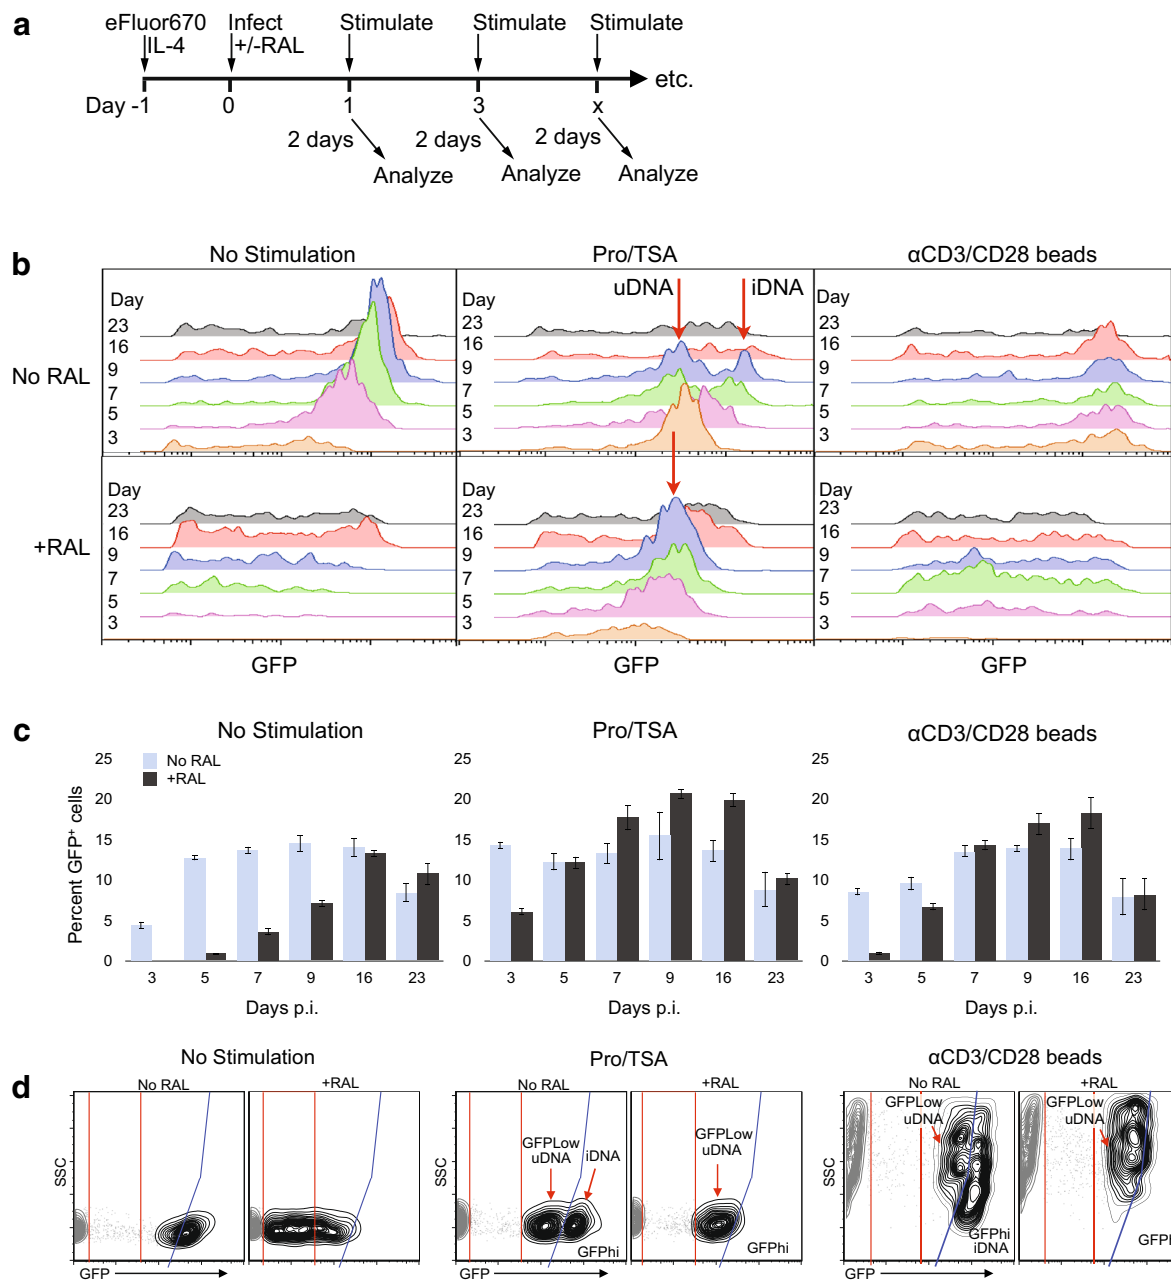 a
eFluor670 Infect Stimulate Stimulate Stimulate
IL-4 +/-RAL
etc.
Day -1 0 1 3 x
2 days 2 days 2 days
Analyze Analyze Analyze
b
No Stimulation Pro/TSA αCD3/CD28 beads
uDNA iDNA
No RAL
Day
23
16
9
7
5
3
Day
23
16
9
7
5
3
Day
23
16
9
7
5
3
+RAL
Day
23
16
9
7
5
3
Day
23
16
9
7
5
3
Day
23
16
9
7
5
3
GFP GFP GFP
c
No Stimulation Pro/TSA αCD3/CD28 beads
No RAL
+RAL
Percent GFP⁺ cells
25
20
15
10
5
0
3 5 7 9 16 23
Days p.i.
25
20
15
10
5
0
3 5 7 9 16 23
Days p.i.
25
20
15
10
5
0
3 5 7 9 16 23
Days p.i.
d
No Stimulation Pro/TSA αCD3/CD28 beads
No RAL +RAL
SSC
GFP
No RAL +RAL
SSC
GFPLow
uDNA
iDNA
GFPhi
GFPLow
uDNA
GFPhi
GFP
No RAL +RAL
SSC
GFPLow
uDNA
GFPhi
iDNA
GFPLow
uDNA
GFPh
GFP